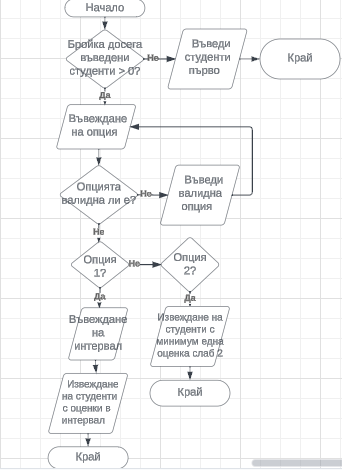 Начало
Бройка досега
въведени
студенти > 0?
Не
Въведи
студенти
първо
Край
Да
Въвеждане
на опция
Опцията
валидна ли е?
Не
Въведи
валидна
опция
Не
Опция
1?
Не
Опция
2?
Да
Да
Въвеждане
на
интервал
Извеждане на
студенти с
минимум една
оценка слаб 2
Извеждане
на студенти
с оценки в
интервал
Край
Край